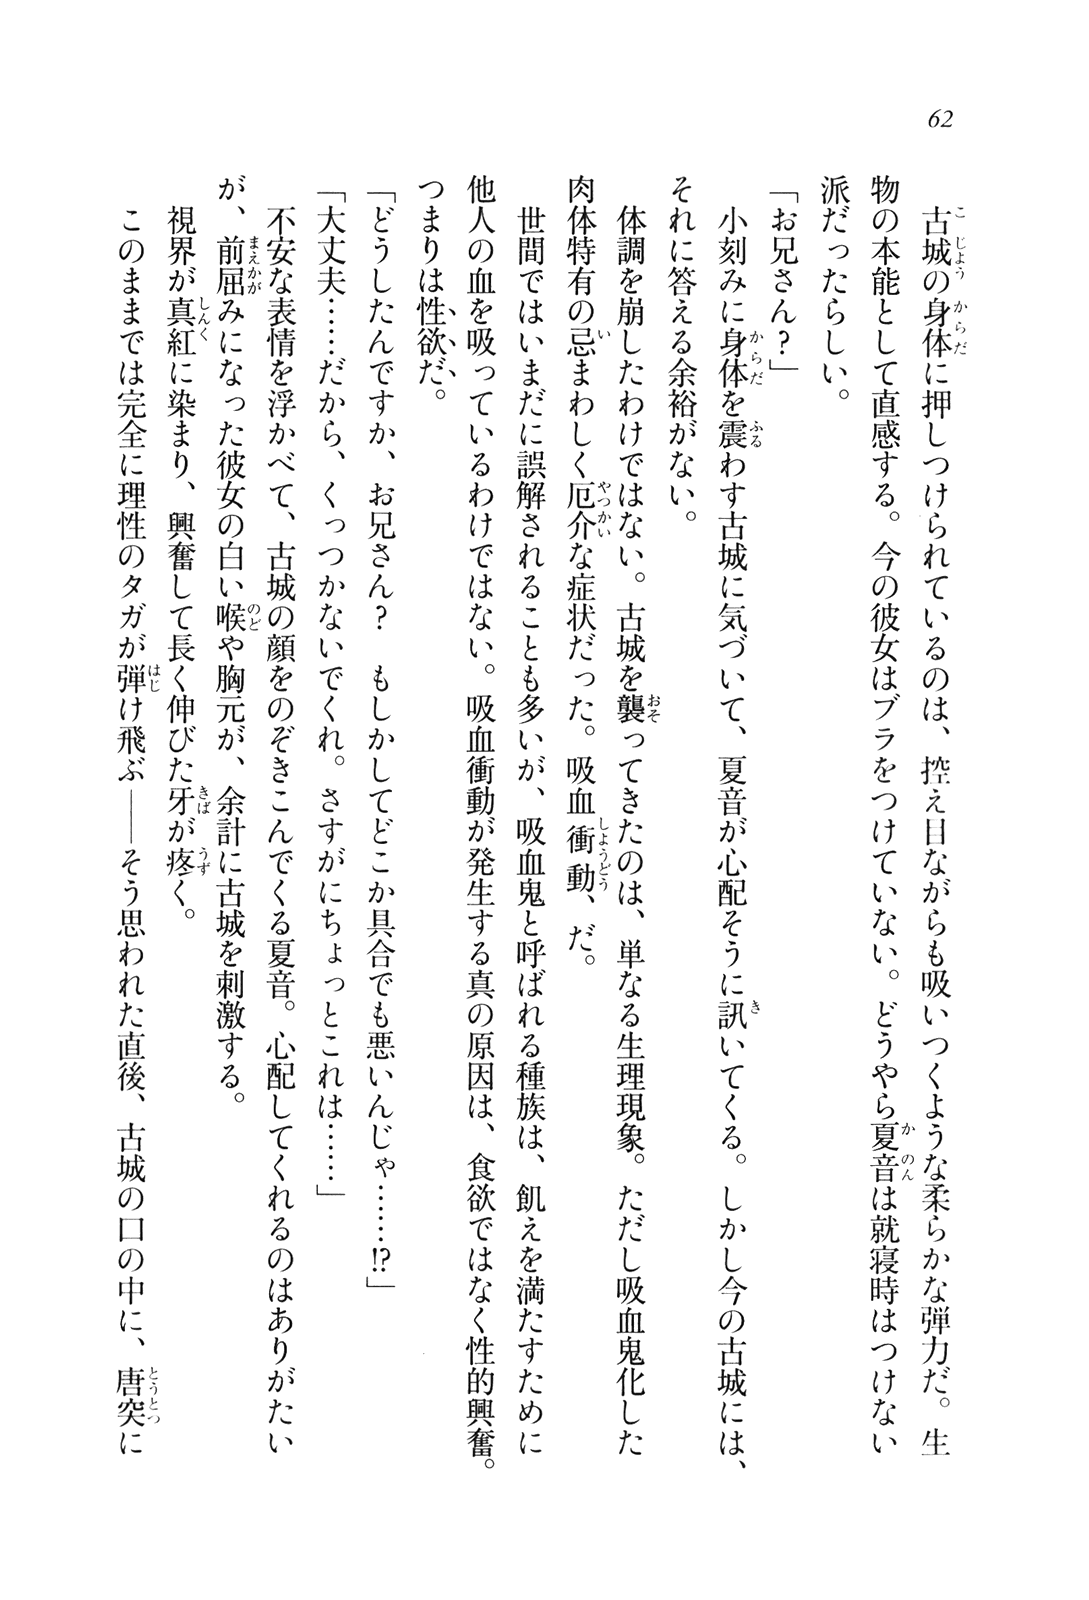 62
古城の身体に押しつけられているのは、控え目ながらも吸いつくような柔らかな弾力だ。生
物の本能として直感する。今の彼女はブラをつけていない。どうやら夏音は就寝時はつけない
派だったらしい。
「お兄さん?」
小刻みに身体を震わす古城に気づいて、夏音が心配そうに訊いてくる。しかし今の古城には、
それに答える余裕がない。
体調を崩したわけではない。古城を襲ってきたのは、単なる生理現象。ただし吸血鬼化した
肉体特有の忌まわしく厄介な症状だった。吸血衝動、だ。
世間ではいまだに誤解されることも多いが、吸血鬼と呼ばれる種族は、飢えを満たすために
他人の血を吸っているわけではない。吸血衝動が発生する真の原因は、食欲ではなく性的興奮。
つまりは性欲だ。
「どうしたんですか、お兄さん? もしかしてどこか具合でも悪いんじゃ……!?」
「大丈夫……だから、くっつかないでくれ。さすがにちょっとこれは……」
不安な表情を浮かべて、古城の顔をのぞきこんでくる夏音。心配してくれるのはありがたい
が、前屈みになった彼女の白い喉や胸元が、余計に古城を刺激する。
視界が真紅に染まり、興奮して長く伸びた牙が疼く。
このままでは完全に理性のタガが弾け飛ぶ――そう思われた直後、古城の口の中に、唐突に